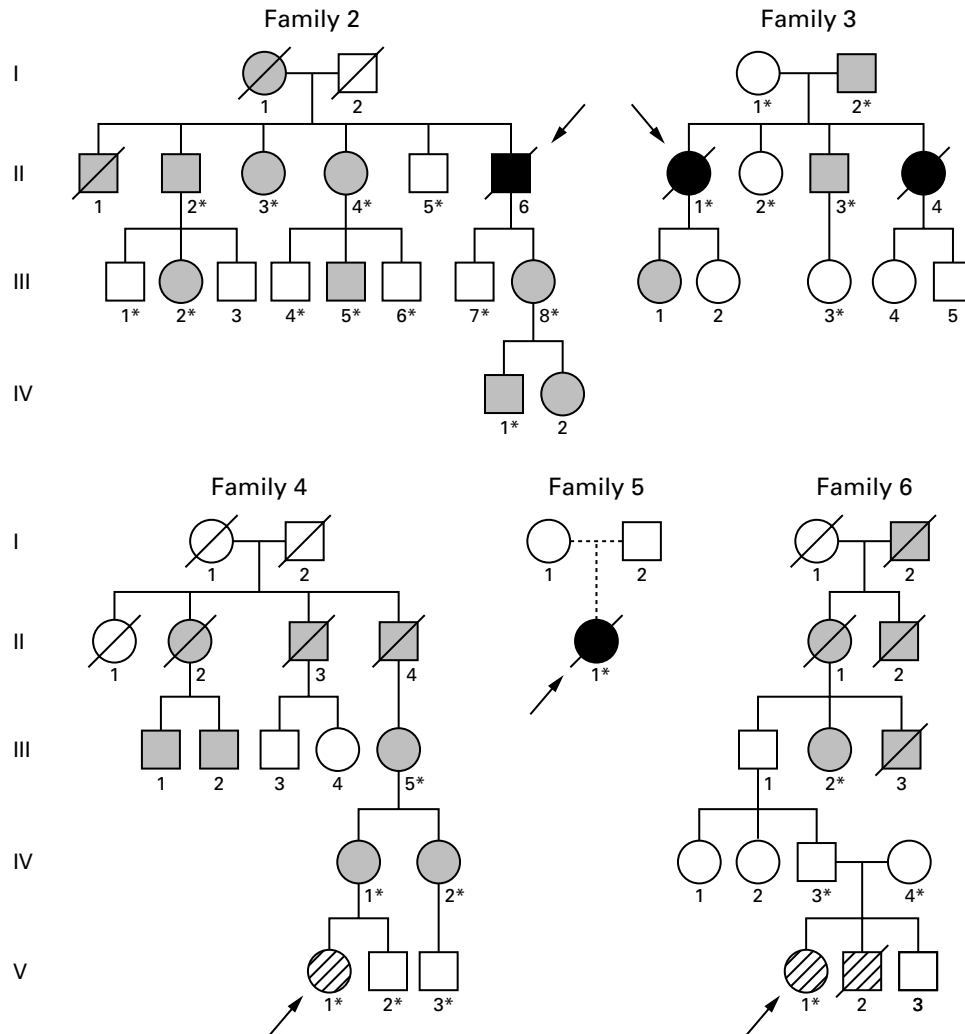 Family 2 Family 3
I
1 2 1* 2*
II
1 2* 3* 4* 5* 6 1* 2* 3* 4
III
1* 2* 3 4* 5* 6* 7* 8* 1 2 3* 4 5
IV
1* 2
Family 4 Family 5 Family 6
I
1 2 1 2 1 2
II
1 2 3 4 1* 1 2
III
1 2 3 4 5* 1 2* 3
IV
1* 2* 1 2 3* 4*
V
1* 2* 3* 1* 2 3